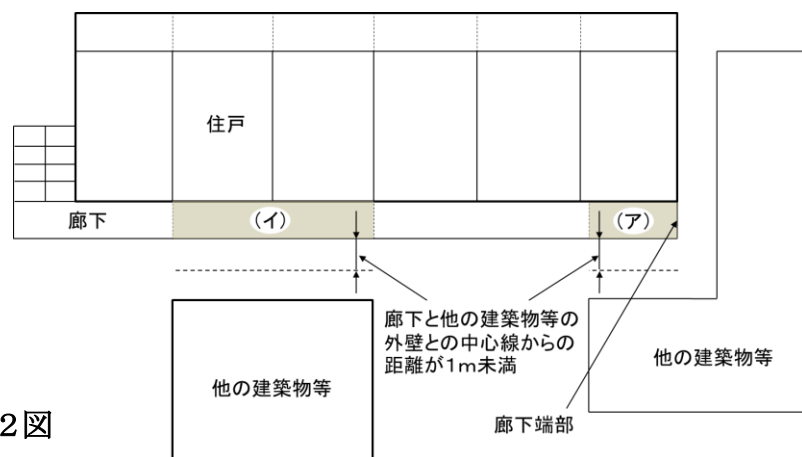 住戸
廊下
（イ）
（ア）
廊下と他の建築物等の
外壁との中心線からの
距離が1ｍ未満
他の建築物等
他の建築物等
廊下端部
2図